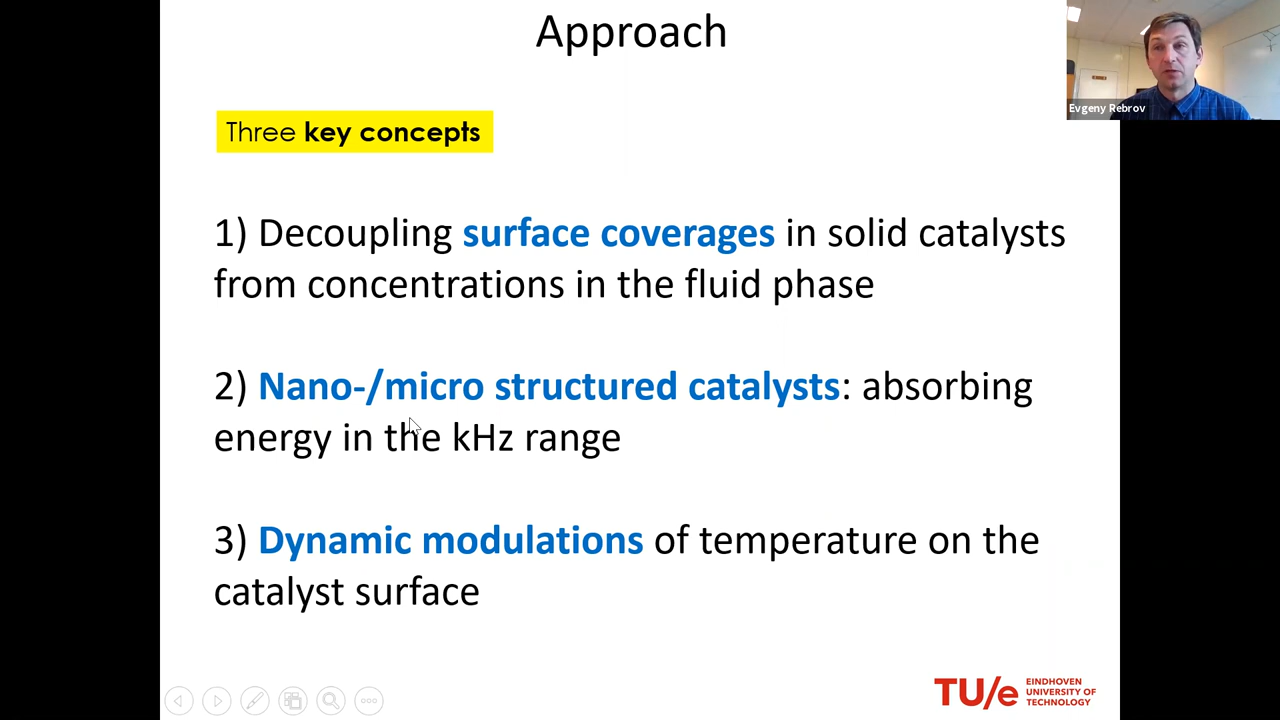 Approach
Evgeny Rebrov
Three key concepts
1) Decoupling surface coverages in solid catalysts
from concentrations in the fluid phase
2) Nano-/micro structured catalysts: absorbing
energy in the kHz range
3) Dynamic modulations of temperature on the
catalyst surface
TU/e EINDHOVEN
UNIVERSITY OF
TECHNOLOGY